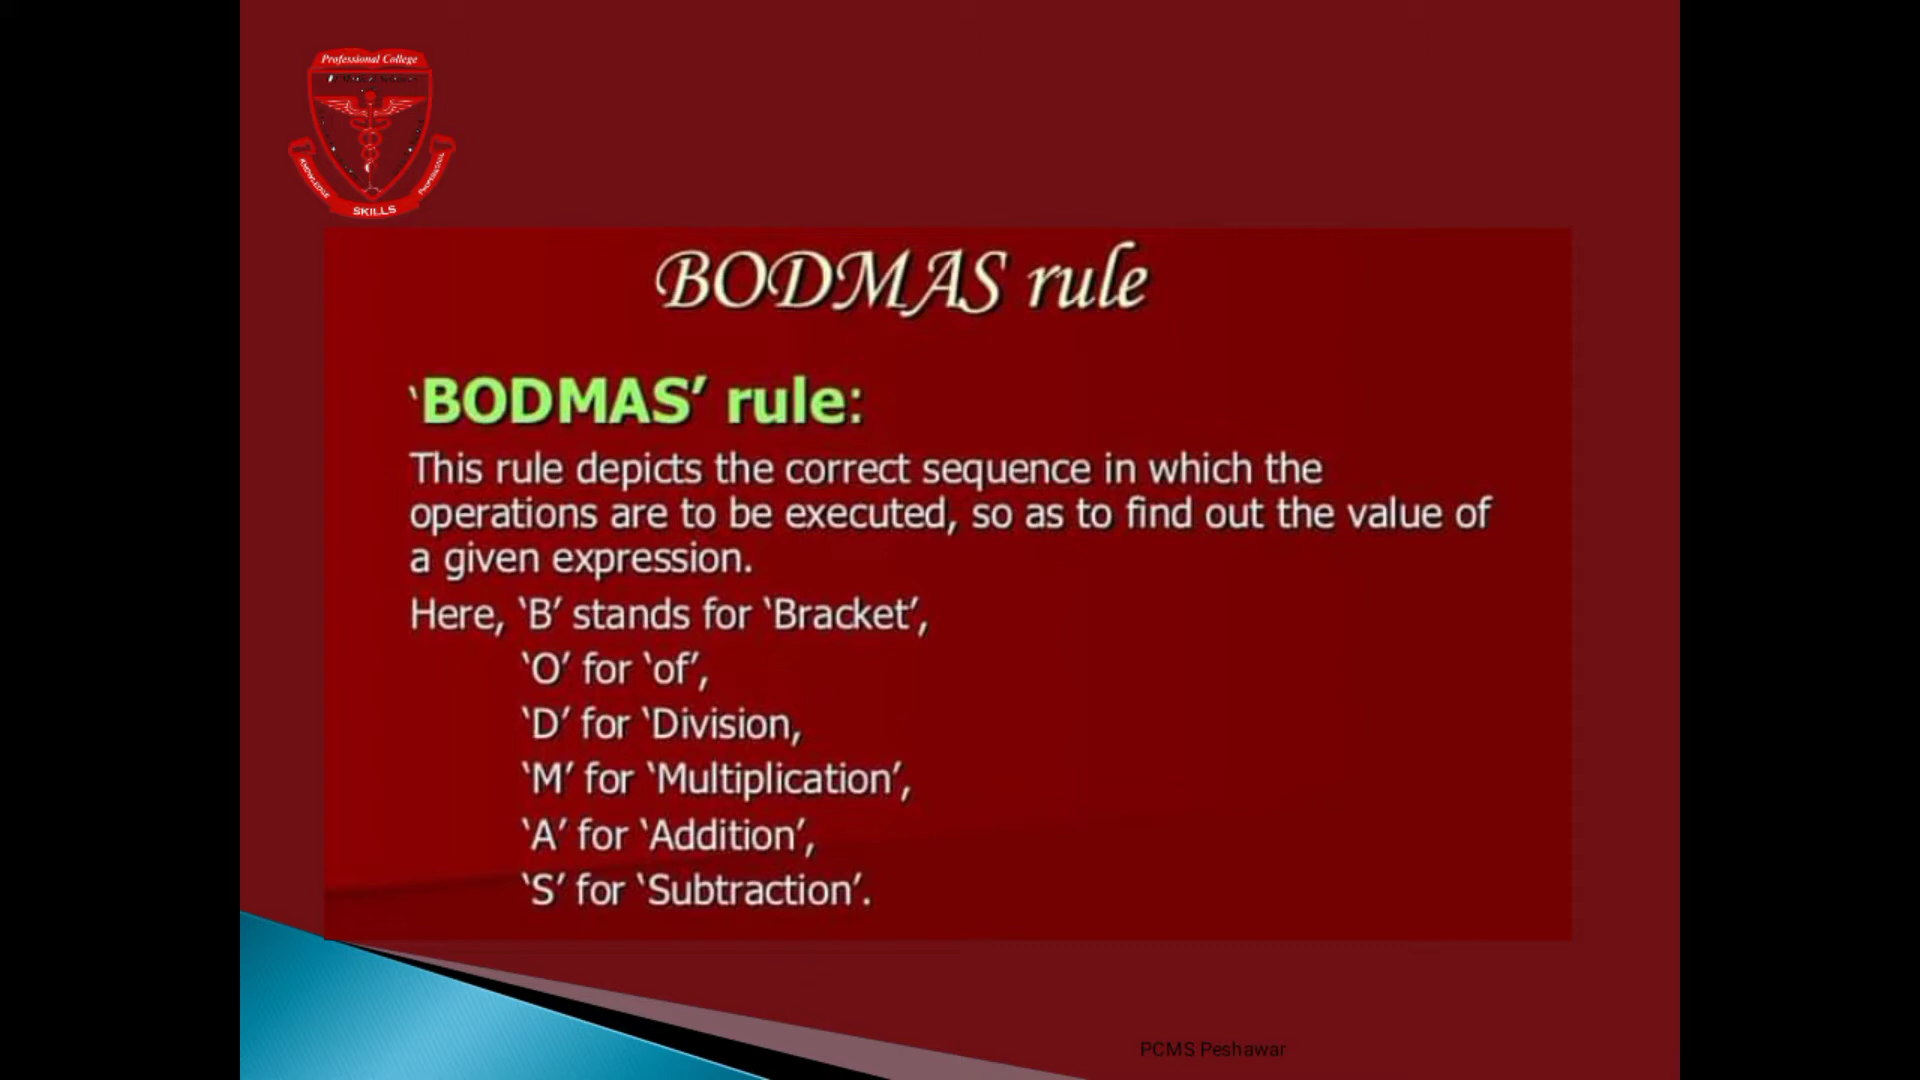 Professional College
KNOWLEDGE
SKILLS
PROFESSIONAL
BODMAS rule
‘BODMAS’ rule:
This rule depicts the correct sequence in which the
operations are to be executed, so as to find out the value of
a given expression.
Here, ‘B’ stands for ‘Bracket’,
‘O’ for ‘of’,
‘D’ for ‘Division,
‘M’ for ‘Multiplication’,
‘A’ for ‘Addition’,
‘S’ for ‘Subtraction’.
PCMS Peshawar